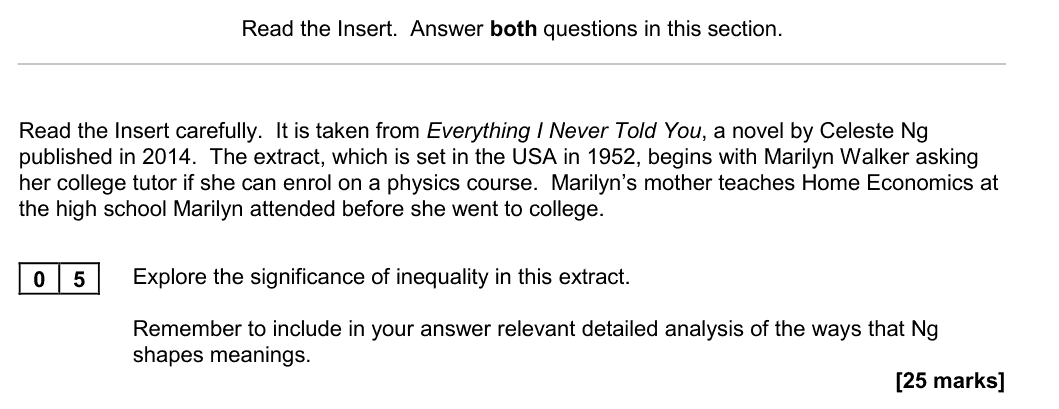 Read the Insert.  Answer both questions in this section.
Read the Insert carefully.  It is taken from Everything I Never Told You, a novel by Celeste Ng
published in 2014.  The extract, which is set in the USA in 1952, begins with Marilyn Walker asking
her college tutor if she can enrol on a physics course.  Marilyn’s mother teaches Home Economics at
the high school Marilyn attended before she went to college.
0 5 Explore the significance of inequality in this extract.
Remember to include in your answer relevant detailed analysis of the ways that Ng
shapes meanings.
[25 marks]